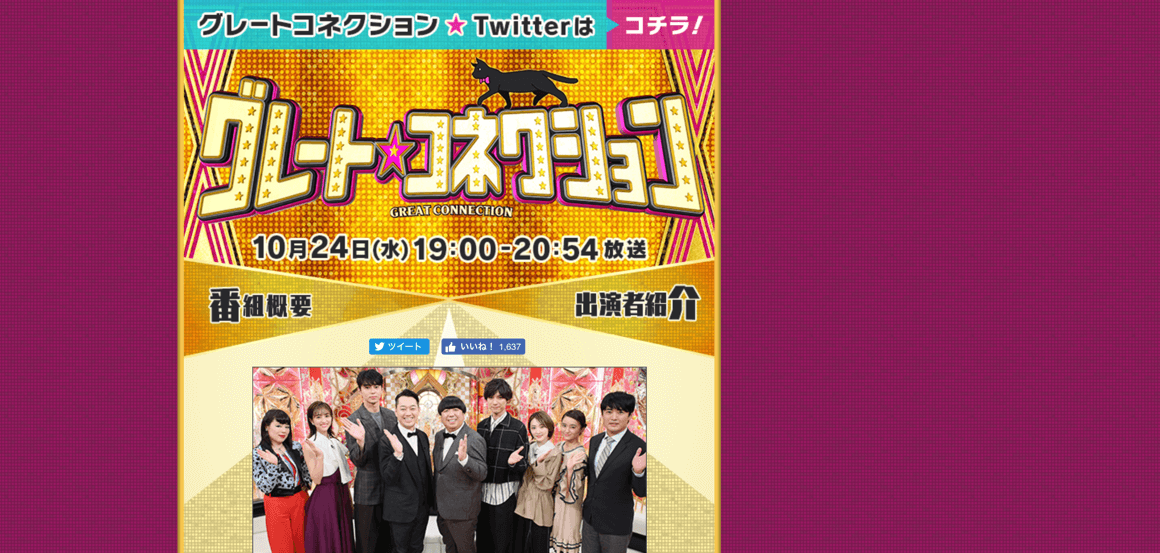 グレートコネクション★Twitterは コチラ!
グレート★コネクション
GREAT CONNECTION
10月24日(水)19:00-20:54放送
番組概要 出演者紹介
ツイート いいね! 1,637